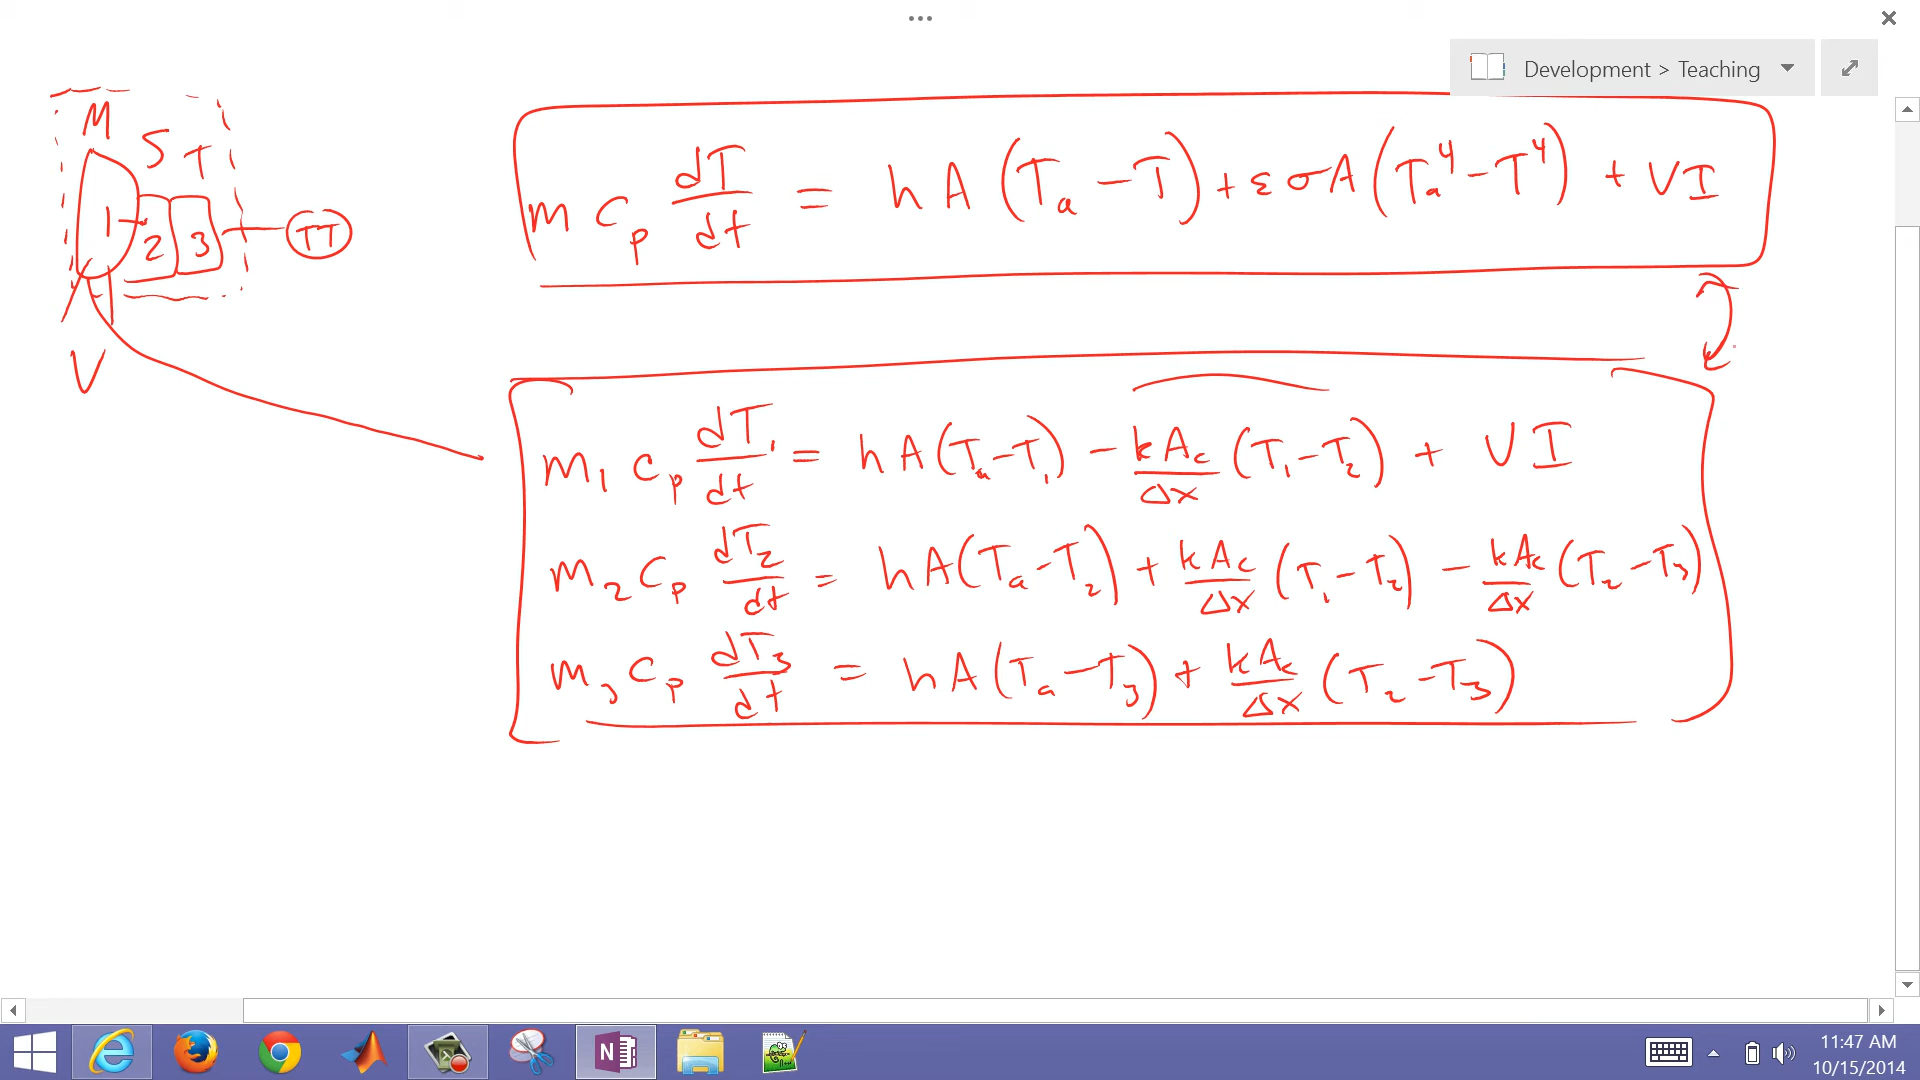 ...
Development > Teaching
M
S T
1 2 3
TT
V
m c_p dT/dt = hA(T_a - T) + εσA(T_a^4 - T^4) + VI
m_1 c_p dT_1/dt = hA(T_a - T_1) - kA_c/Δx (T_1 - T_2) + VI
m_2 c_p dT_2/dt = hA(T_a - T_2) + kA_c/Δx (T_1 - T_2) - kA_c/Δx (T_2 - T_3)
m_3 c_p dT_3/dt = hA(T_a - T_3) + kA_c/Δx (T_2 - T_3)
N
11:47 AM
10/15/2014